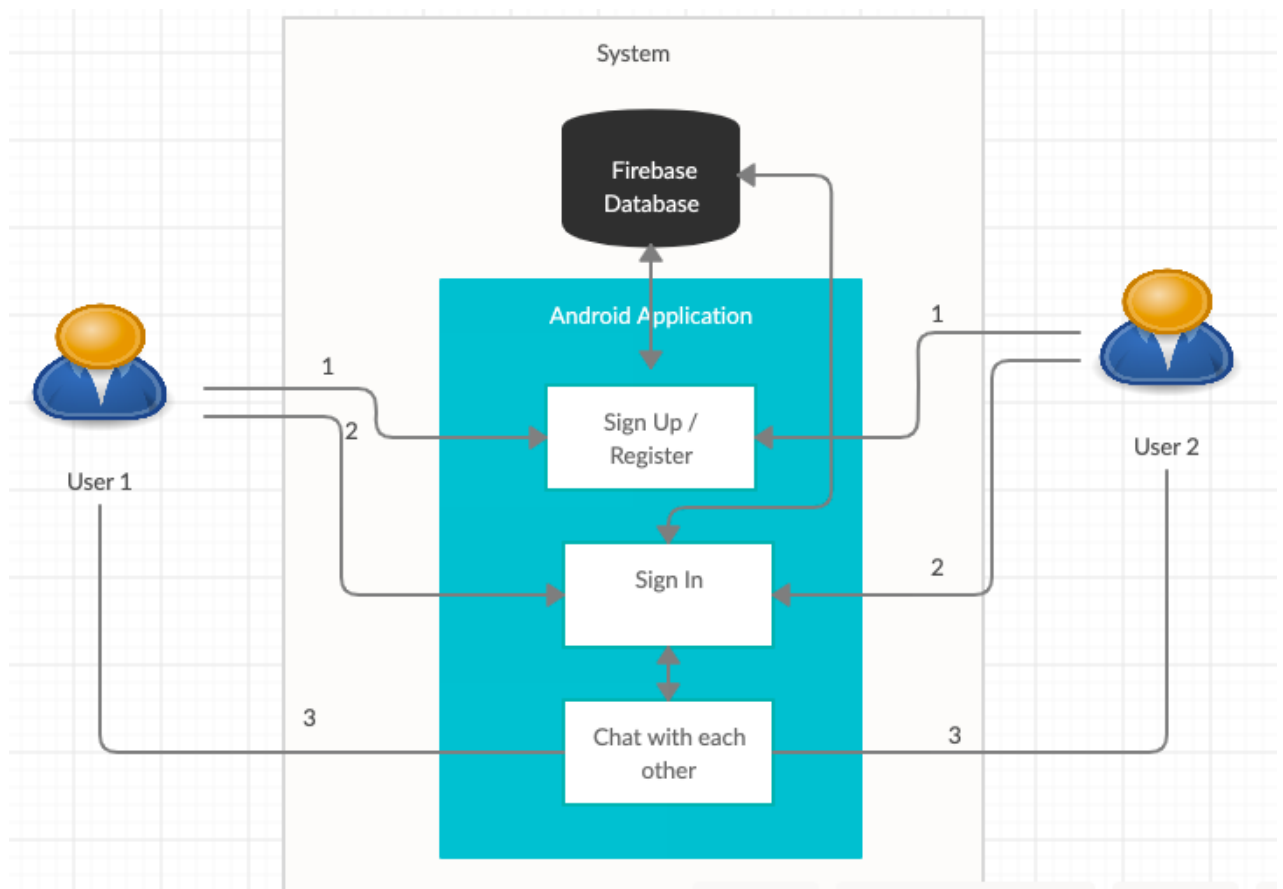 System
Firebase
Database
Android Application
1
1
Sign Up /
Register
2
User 1
User 2
Sign In
2
3
Chat with each
other
3